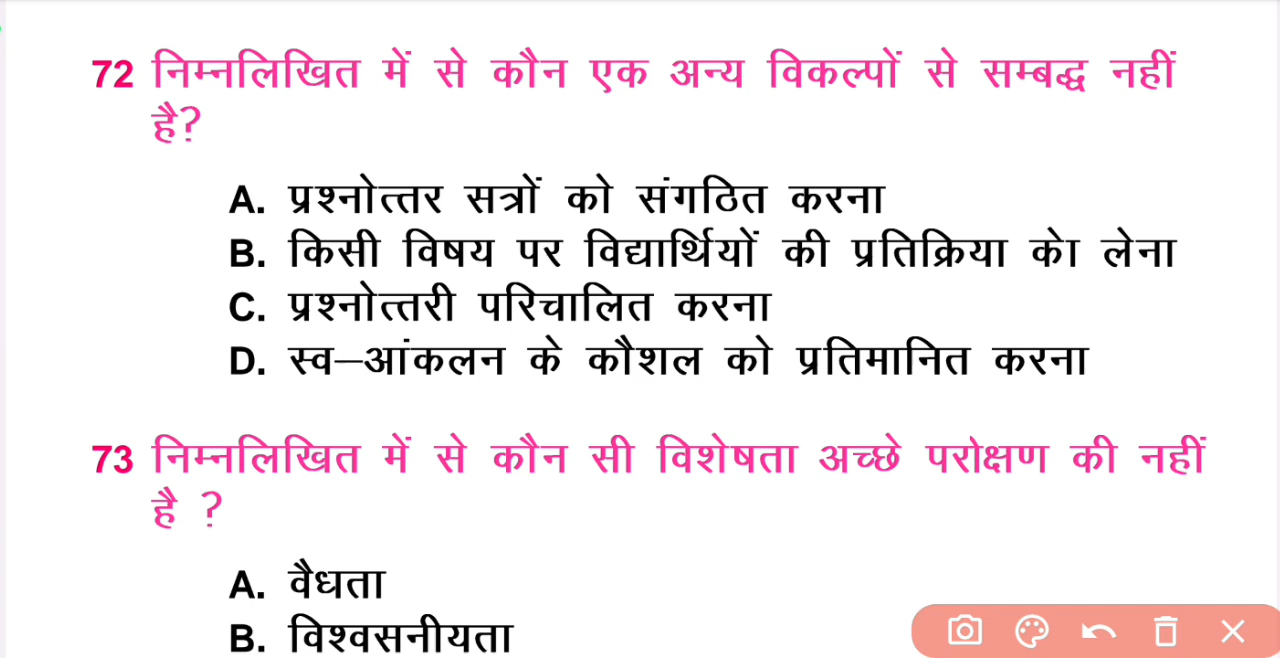 72 निम्नलिखित में से कौन एक अन्य विकल्पों से सम्बद्ध नहीं
है?
A. प्रश्नोत्तर सत्रों को संगठित करना
B. किसी विषय पर विद्यार्थियों की प्रतिक्रिया केा लेना
C. प्रश्नोत्तरी परिचालित करना
D. स्व–आंकलन के कौशल को प्रतिमानित करना
73 निम्नलिखित में से कौन सी विशेषता अच्छे परोक्षण की नहीं
है ?
A. वैधता
B. विश्वसनीयता